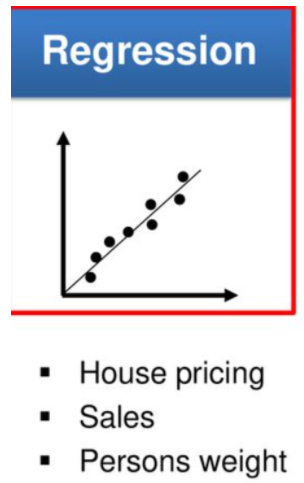 Regression
▪ House pricing
▪ Sales
▪ Persons weight